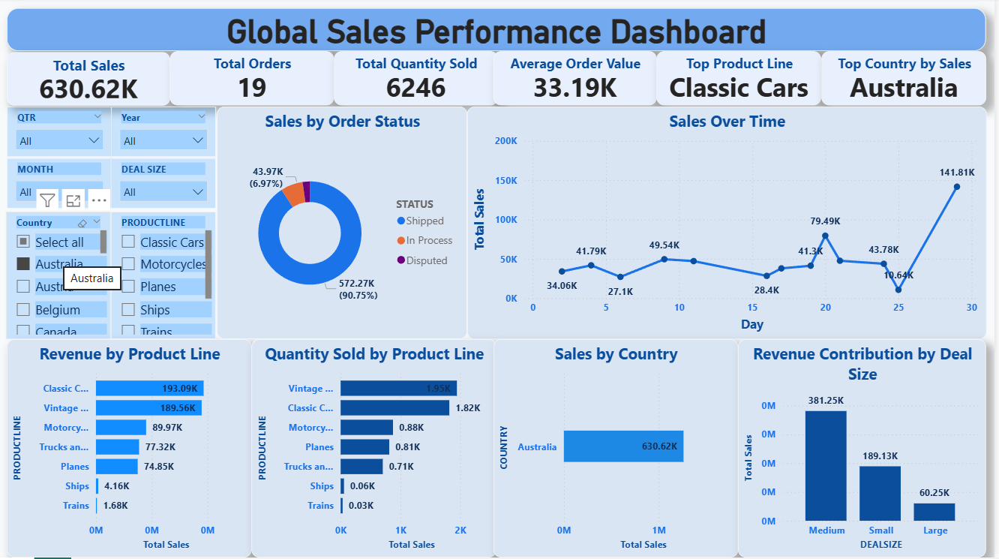 Global Sales Performance Dashboard
Total Sales
630.62K
Total Orders
19
Total Quantity Sold
6246
Average Order Value
33.19K
Top Product Line
Classic Cars
Top Country by Sales
Australia
QTR
All
Year
All
MONTH
All
DEAL SIZE
All
Country
Select all
Australia
Austr
Belgium
Canada
Australia
PRODUCTLINE
Classic Cars
Motorcycles
Planes
Ships
Trains
Sales by Order Status
43.97K
(6.97%)
572.27K
(90.75%)
STATUS
Shipped
In Process
Disputed
Sales Over Time
Total Sales
200K
150K
100K
50K
0K
34.06K
41.79K
27.1K
49.54K
28.4K
41.3K
79.49K
43.78K
10.64K
141.81K
0
5
10
15
20
25
30
Day
Revenue by Product Line
PRODUCTLINE
Classic C... 193.09K
Vintage ... 189.56K
Motorcy... 89.97K
Trucks an... 77.32K
Planes 74.85K
Ships 4.16K
Trains 1.68K
0M 0M 0M
Total Sales
Quantity Sold by Product Line
PRODUCTLINE
Vintage ... 1.95K
Classic C... 1.82K
Motorcy... 0.88K
Planes 0.81K
Trucks an... 0.71K
Ships 0.06K
Trains 0.03K
0K 1K 2K
Total Sales
Sales by Country
COUNTRY
Australia 630.62K
0M 1M
Total Sales
Revenue Contribution by Deal
Size
Total Sales
0M
0M
0M
0M
0M
381.25K
189.13K
60.25K
Medium Small Large
DEALSIZE